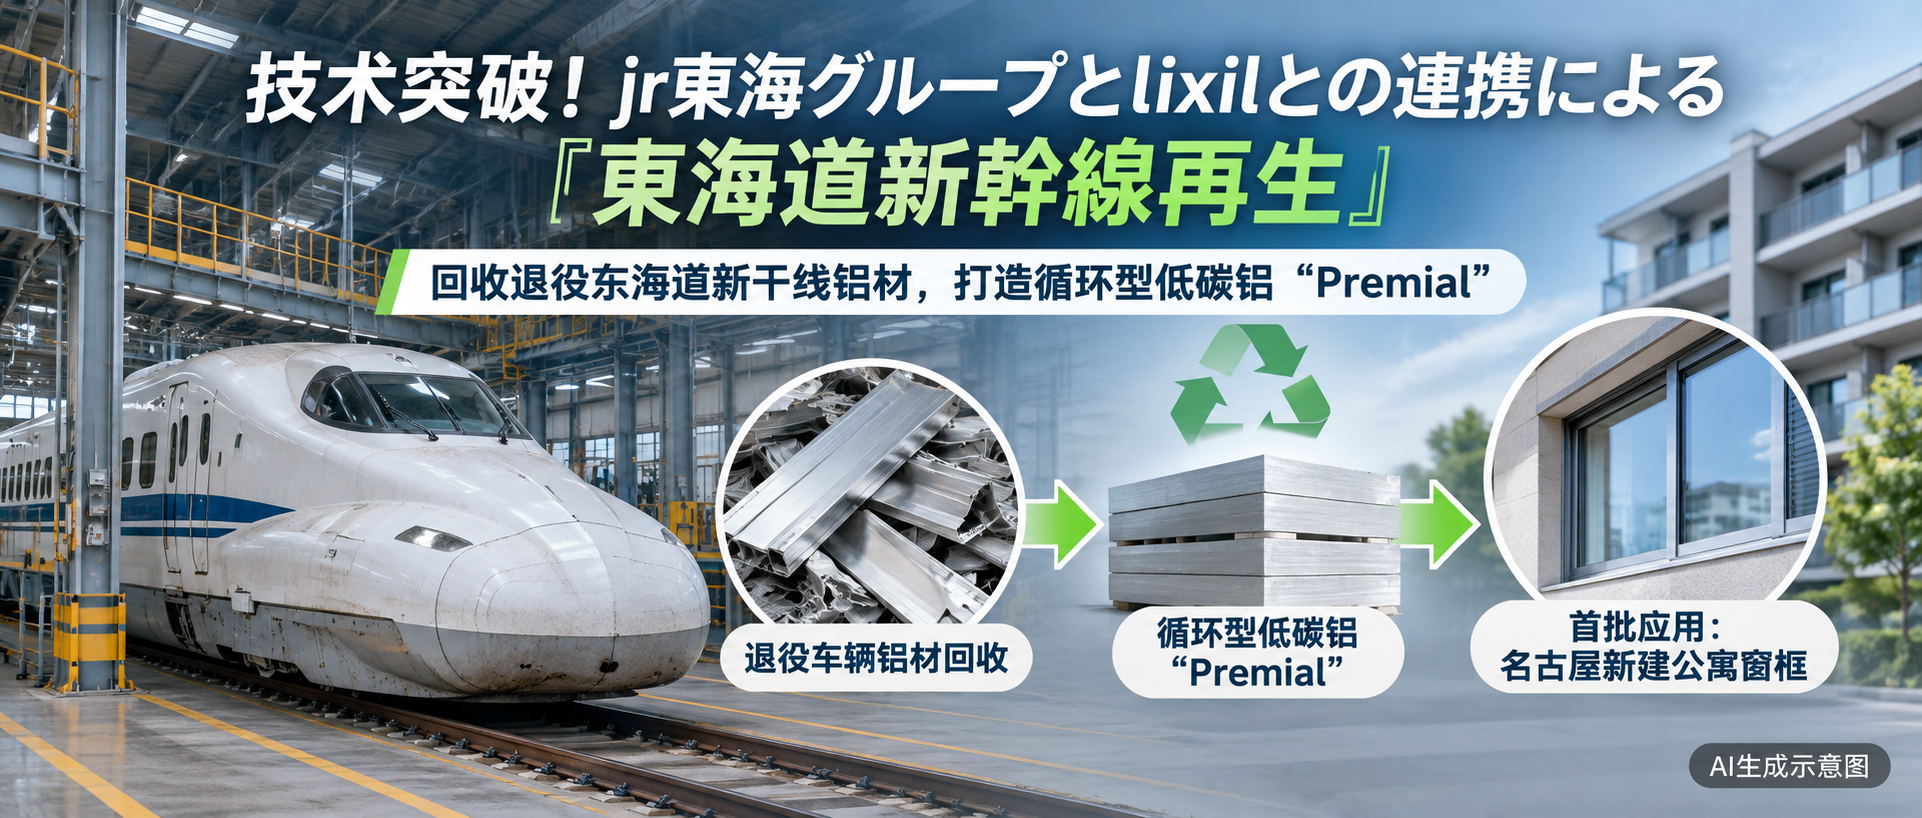 技术突破！jr東海グループとlixilとの連携による
『東海道新幹線再生』
回收退役东海道新干线铝材，打造循环型低碳铝“Premial”
退役车辆铝材回收
循环型低碳铝
“Premial”
首批应用：
名古屋新建公寓窗框
AI生成示意图